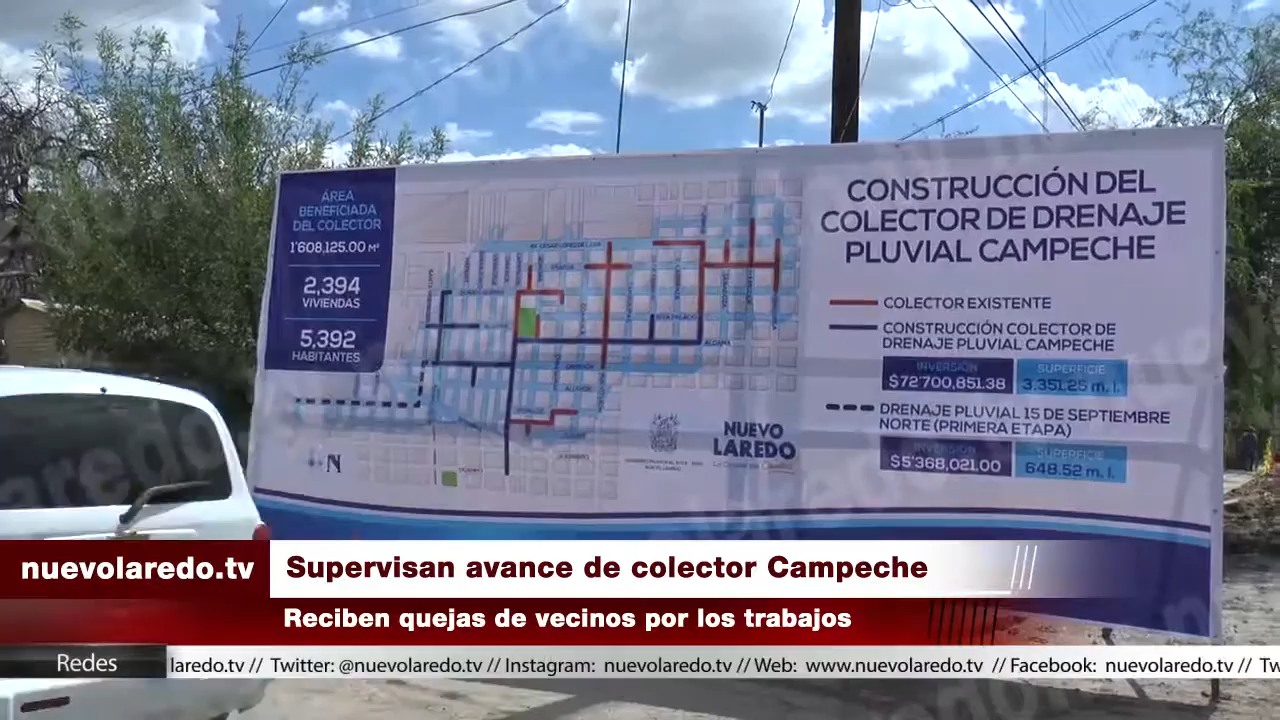 ÁREA
BENEFICIADA
DEL COLECTOR
1'608,125.00 M²
2,394
VIVIENDAS
5,392
HABITANTES
ALGARIA
N
NUEVO
LAREDO
CONSTRUCCIÓN DEL
COLECTOR DE DRENAJE
PLUVIAL CAMPECHE
COLECTOR EXISTENTE
CONSTRUCCIÓN COLECTOR DE
DRENAJE PLUVIAL CAMPECHE
INVERSIÓN
$72'700,851.38
SUPERFICIE
3,351.25 m. l.
DRENAJE PLUVIAL 15 DE SEPTIEMBRE
NORTE (PRIMERA ETAPA)
INVERSIÓN
$5'368,021.00
SUPERFICIE
648.52 m. l.
nuevolaredo.tv
Supervisan avance de colector Campeche
Reciben quejas de vecinos por los trabajos
Redes
laredo.tv // Twitter: @nuevolaredo.tv // Instagram: nuevolaredo.tv // Web: www.nuevolaredo.tv // Facebook: nuevolaredo.tv // Tw